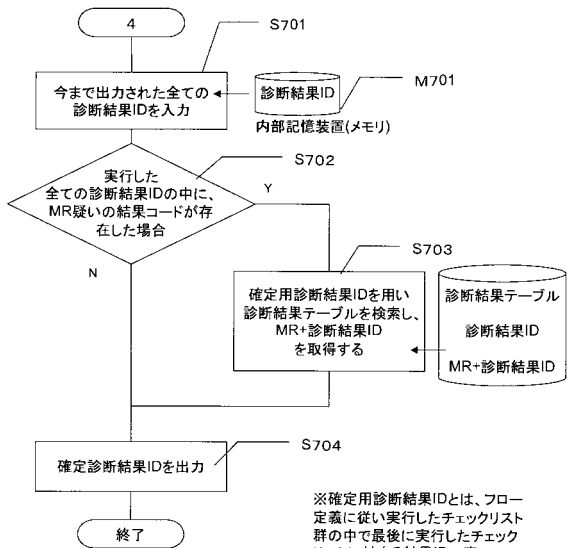 4
S701
今まで出力された全ての
診断結果IDを入力
診断結果ID
M701
内部記憶装置(メモリ)
S702
実行した
全ての診断結果IDの中に、
MR疑いの結果コードが存
在した場合
Y
N
S703
確定用診断結果IDを用い
診断結果テーブルを検索し、
MR+診断結果ID
を取得する
診断結果テーブル
診断結果ID
MR+診断結果ID
S704
確定診断結果IDを出力
終了
※確定用診断結果IDとは、フロー
定義に従い実行したチェックリスト
群の中で最後に実行したチェック